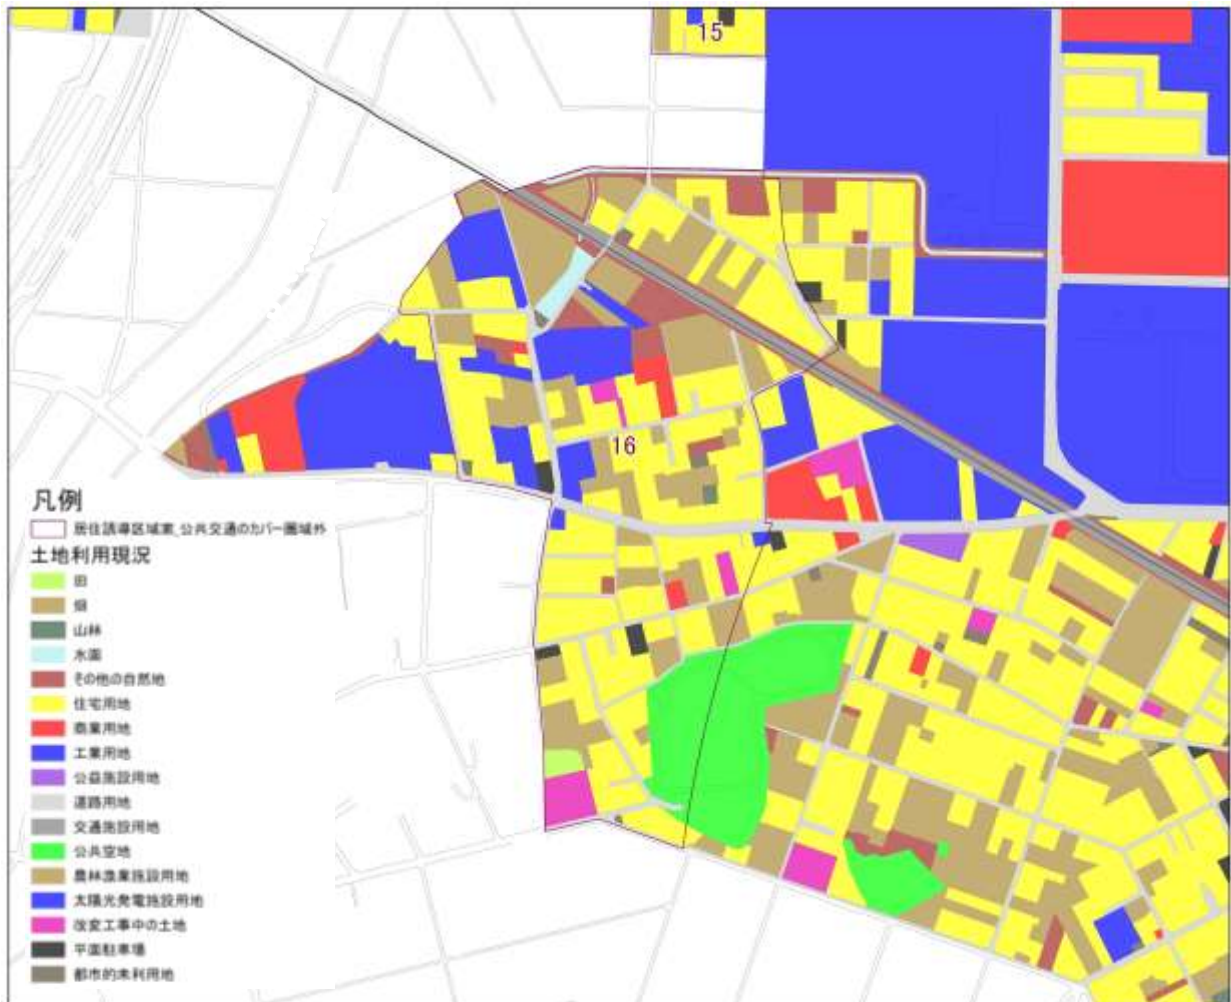 15
16
凡例
居住誘導区域案_公共交通のカバー圏域外
土地利用現況
田
畑
山林
水面
その他の自然地
住宅用地
商業用地
工業用地
公益施設用地
道路用地
交通施設用地
公共空地
農林漁業施設用地
太陽光発電施設用地
改変工事中の土地
平面駐車場
都市的未利用地